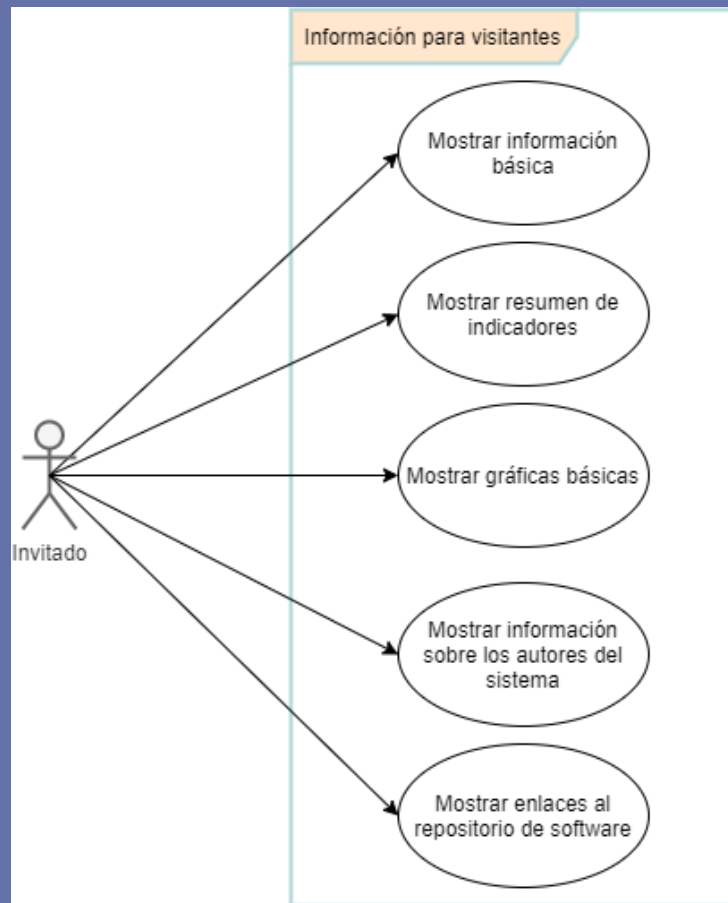 Información para visitantes
Mostrar información
básica
Mostrar resumen de
indicadores
Mostrar gráficas básicas
Invitado
Mostrar información
sobre los autores del
sistema
Mostrar enlaces al
repositorio de software